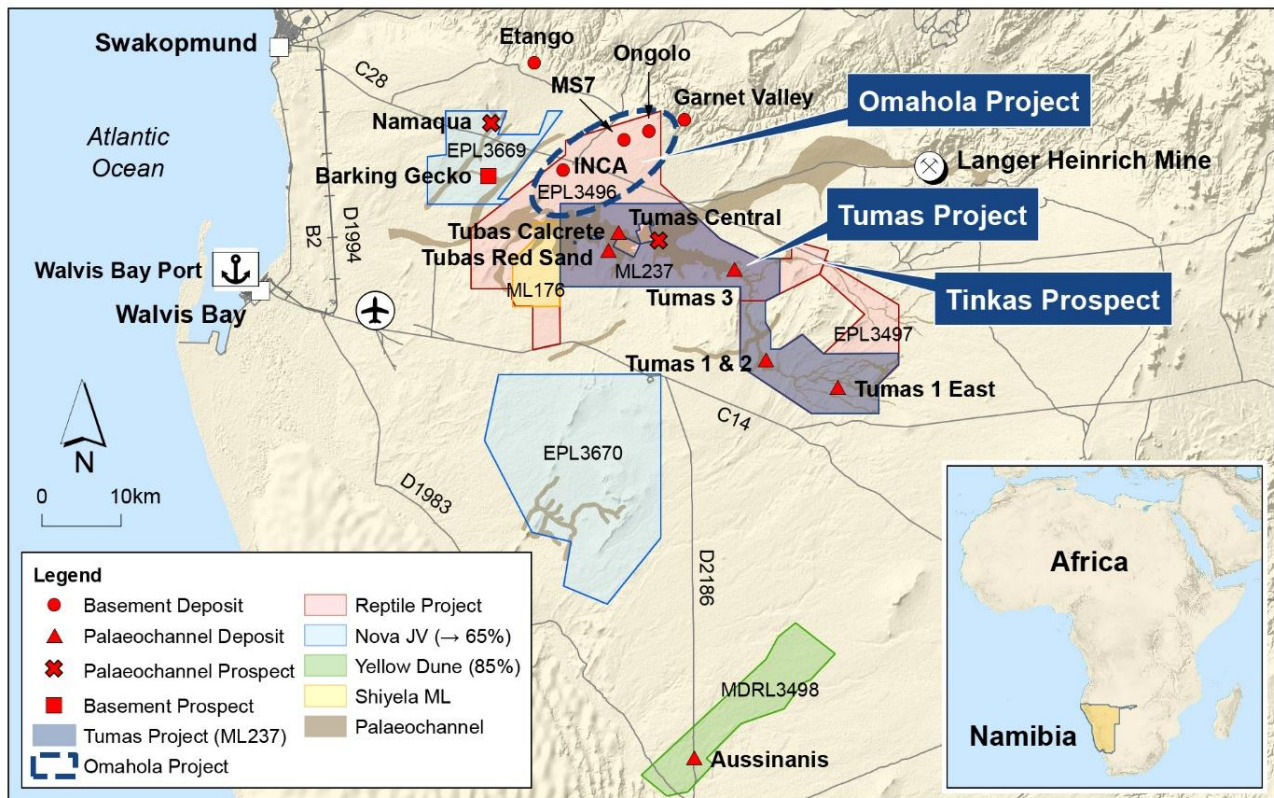 Swakopmund
Etango
Ongolo
C28
MS7
Garnet Valley
Omahola Project
Namaqua
EPL3669
Atlantic
Ocean
Barking Gecko
INCA
EPL3496
Langer Heinrich Mine
D1994
B2
Tumas Central
Tumas Project
Tubas Calcrete
Tubas Red Sand
ML237
Walvis Bay Port
ML176
Tumas 3
Tinkas Prospect
Walvis Bay
EPL3497
Tumas 1 & 2
Tumas 1 East
C14
N
0 10km
EPL3670
D1983
D2186
MDRL3498
Aussinanis
Legend
Basement Deposit
Palaeochannel Deposit
Palaeochannel Prospect
Basement Prospect
Tumas Project (ML237)
Omahola Project
Reptile Project
Nova JV (→ 65%)
Yellow Dune (85%)
Shiyela ML
Palaeochannel
Africa
Namibia